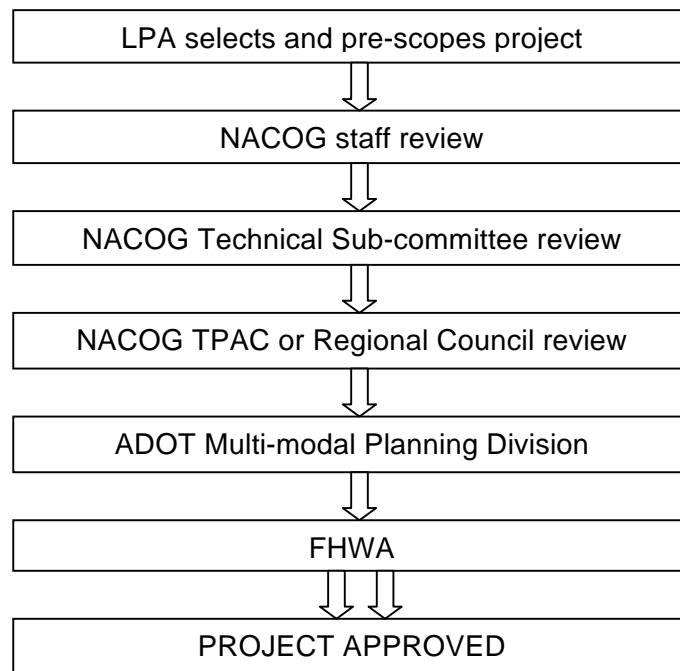 LPA selects and pre-scopes project
NACOG staff review
NACOG Technical Sub-committee review
NACOG TPAC or Regional Council review
ADOT Multi-modal Planning Division
FHWA
PROJECT APPROVED